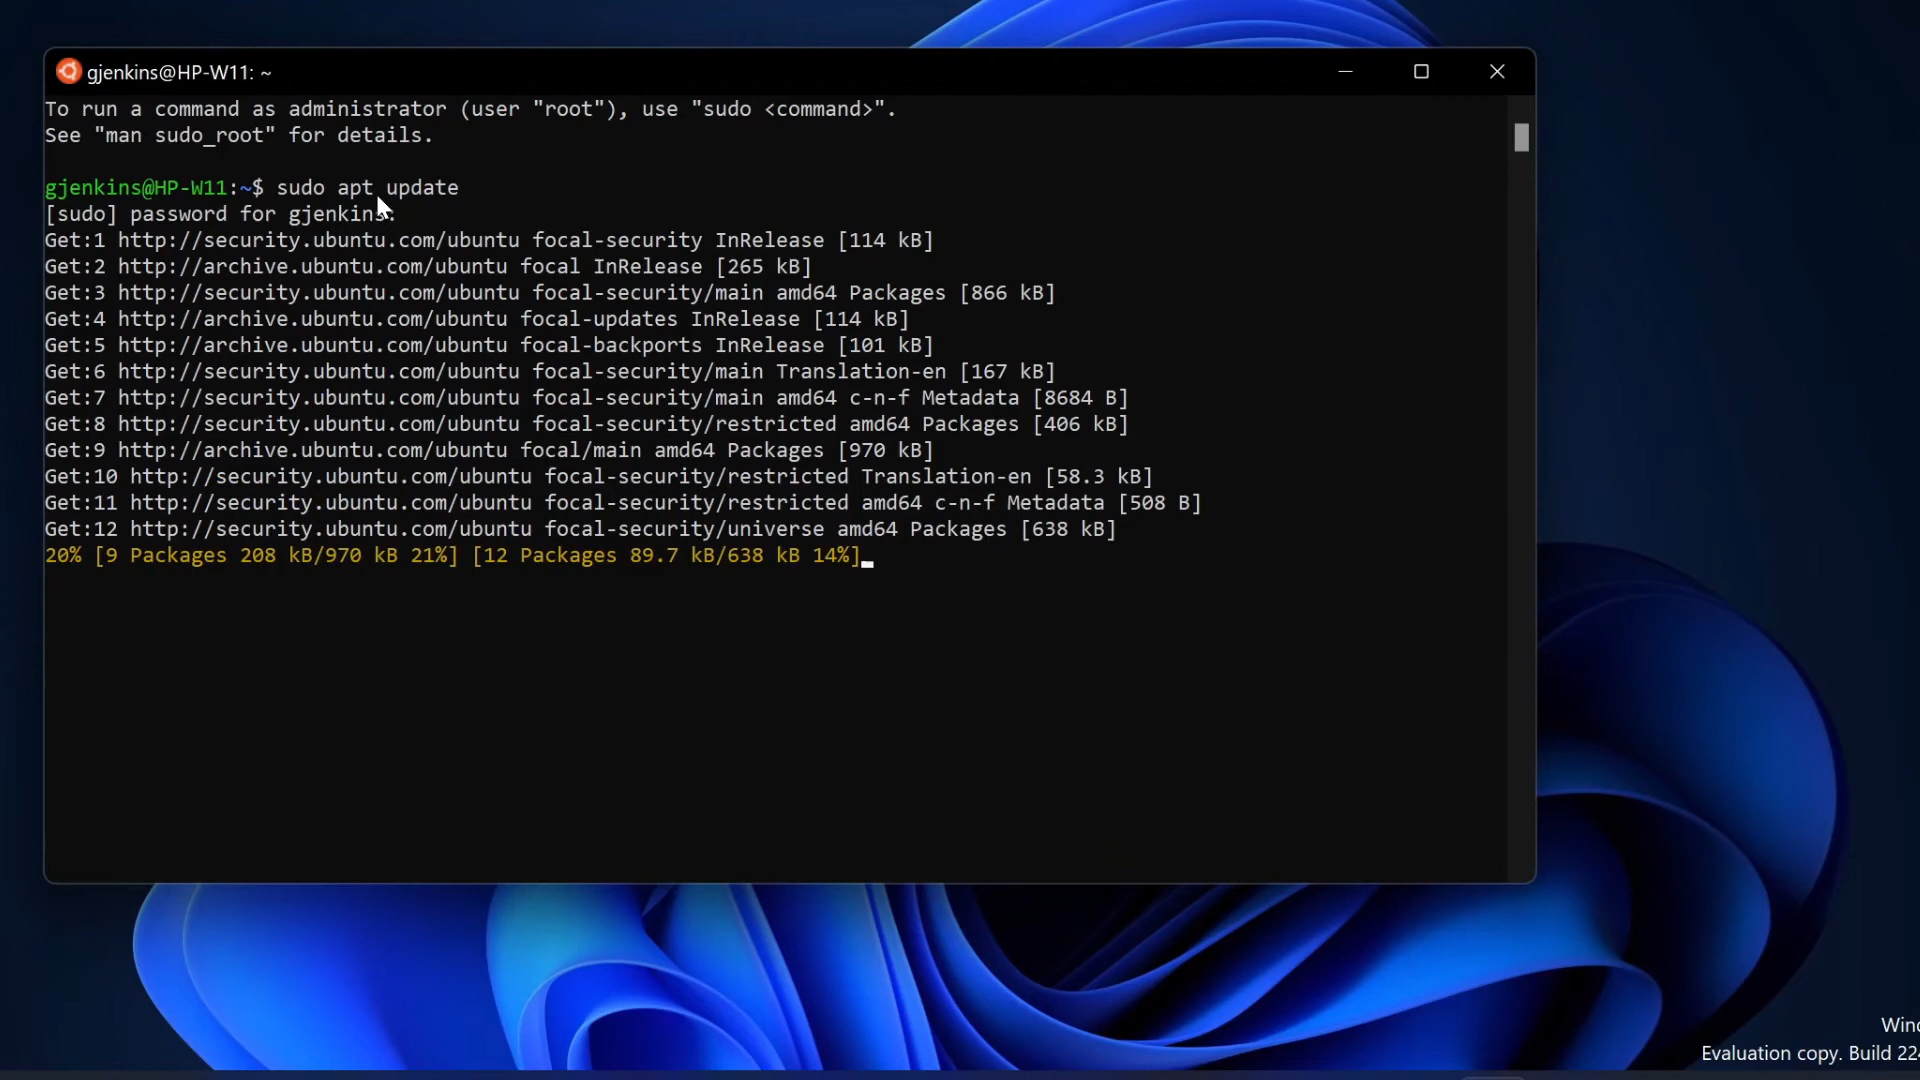 gjenkins@HP-W11: ~
To run a command as administrator (user "root"), use "sudo <command>".
See "man sudo_root" for details.
gjenkins@HP-W11:~$ sudo apt update
[sudo] password for gjenkins:
Get:1 http://security.ubuntu.com/ubuntu focal-security InRelease [114 kB]
Get:2 http://archive.ubuntu.com/ubuntu focal InRelease [265 kB]
Get:3 http://security.ubuntu.com/ubuntu focal-security/main amd64 Packages [866 kB]
Get:4 http://archive.ubuntu.com/ubuntu focal-updates InRelease [114 kB]
Get:5 http://archive.ubuntu.com/ubuntu focal-backports InRelease [101 kB]
Get:6 http://security.ubuntu.com/ubuntu focal-security/main Translation-en [167 kB]
Get:7 http://security.ubuntu.com/ubuntu focal-security/main amd64 c-n-f Metadata [8684 B]
Get:8 http://security.ubuntu.com/ubuntu focal-security/restricted amd64 Packages [406 kB]
Get:9 http://archive.ubuntu.com/ubuntu focal/main amd64 Packages [970 kB]
Get:10 http://security.ubuntu.com/ubuntu focal-security/restricted Translation-en [58.3 kB]
Get:11 http://security.ubuntu.com/ubuntu focal-security/restricted amd64 c-n-f Metadata [508 B]
Get:12 http://security.ubuntu.com/ubuntu focal-security/universe amd64 Packages [638 kB]
20% [9 Packages 208 kB/970 kB 21%] [12 Packages 89.7 kB/638 kB 14%]
Evaluation copy. Build